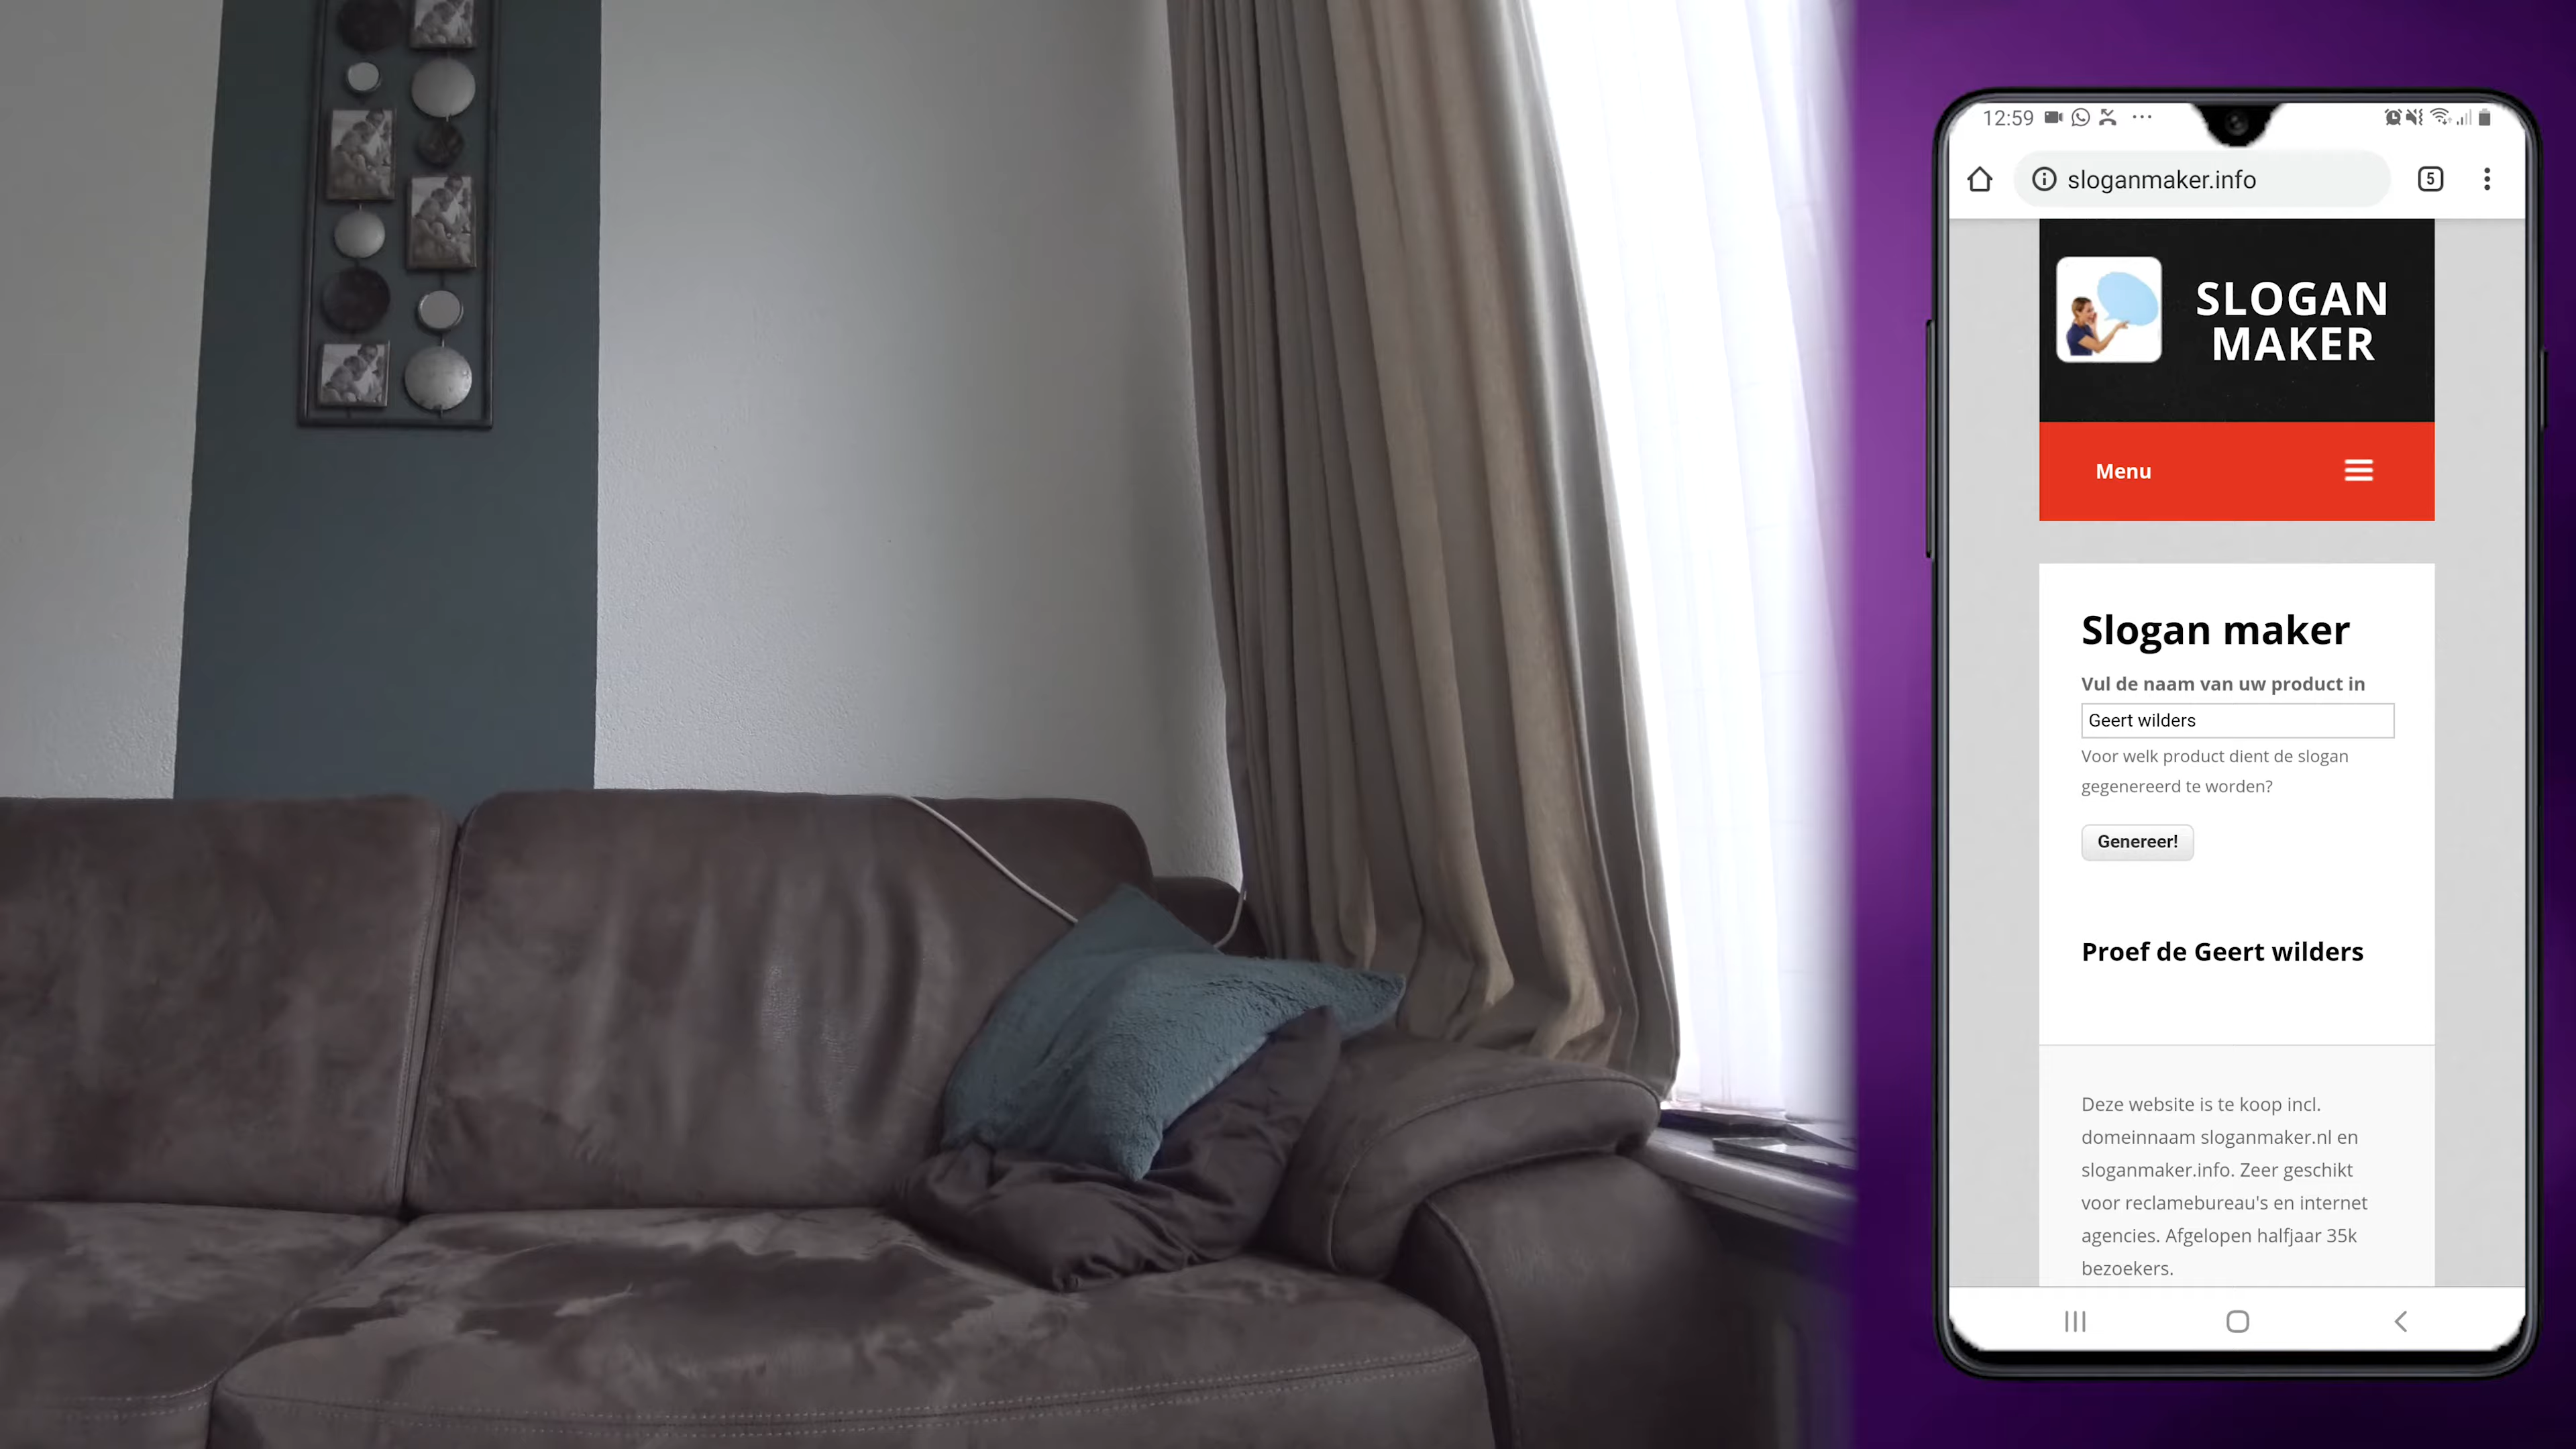 12:59
sloganmaker.info
5
SLOGAN
MAKER
Menu
Slogan maker
Vul de naam van uw product in
Geert wilders
Voor welk product dient de slogan
gegenereerd te worden?
Genereer!
Proef de Geert wilders
Deze website is te koop incl.
domeinnaam sloganmaker.nl en
sloganmaker.info. Zeer geschikt
voor reclamebureau's en internet
agencies. Afgelopen halfjaar 35k
bezoekers.